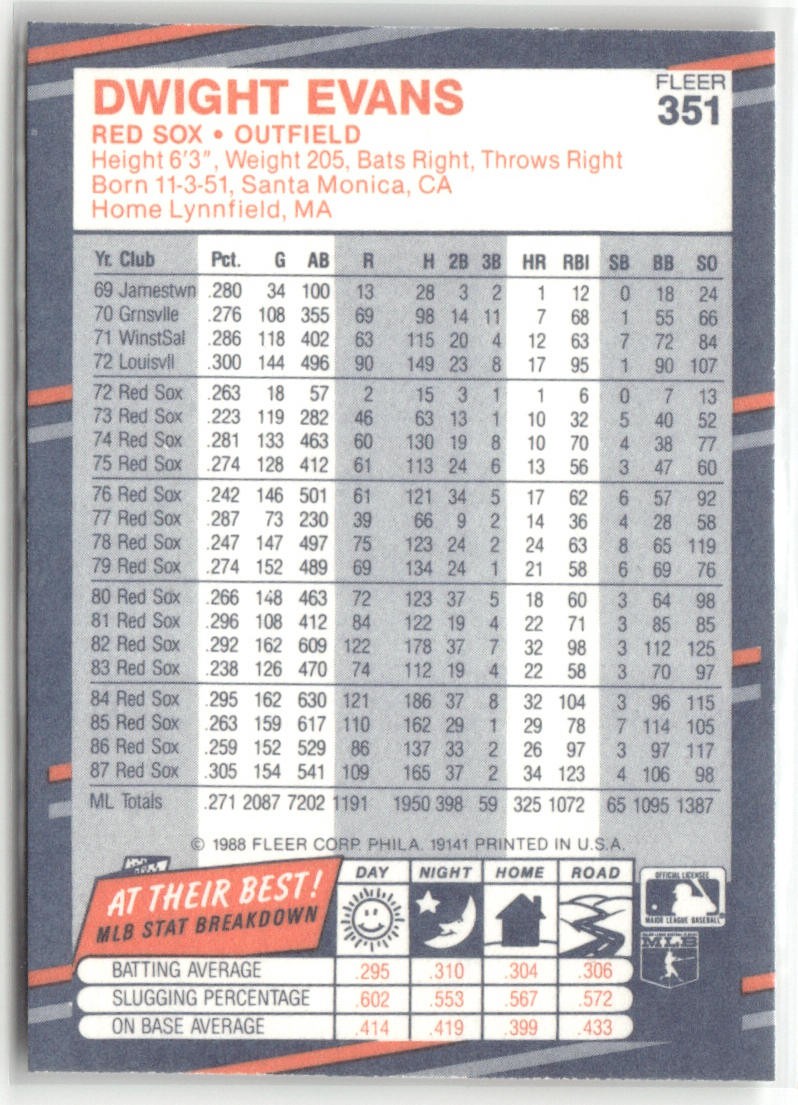 DWIGHT EVANS
FLEER
351
RED SOX • OUTFIELD
Height 6'3", Weight 205, Bats Right, Throws Right
Born 11-3-51, Santa Monica, CA
Home Lynnfield, MA
Yr. Club Pct. G AB R H 2B 3B HR RBI SB BB SO
69 Jamestwn .280 34 100 13 28 3 2 1 12 0 18 24
70 Grnsvlle .276 108 355 69 98 14 11 7 68 1 55 66
71 WinstSal .286 118 402 63 115 20 4 12 63 7 72 84
72 Louisvll .300 144 496 90 149 23 8 17 95 1 90 107
72 Red Sox .263 18 57 2 15 3 1 1 6 0 7 13
73 Red Sox .223 119 282 46 63 13 1 10 32 5 40 52
74 Red Sox .281 133 463 60 130 19 8 10 70 4 38 77
75 Red Sox .274 128 412 61 113 24 6 13 56 3 47 60
76 Red Sox .242 146 501 61 121 34 5 17 62 6 57 92
77 Red Sox .287 73 230 39 66 9 2 14 36 4 28 58
78 Red Sox .247 147 497 75 123 24 2 24 63 8 65 119
79 Red Sox .274 152 489 69 134 24 1 21 58 6 69 76
80 Red Sox .266 148 463 72 123 37 5 18 60 3 64 98
81 Red Sox .296 108 412 84 122 19 4 22 71 3 85 85
82 Red Sox .292 162 609 122 178 37 7 32 98 3 112 125
83 Red Sox .238 126 470 74 112 19 4 22 58 3 70 97
84 Red Sox .295 162 630 121 186 37 8 32 104 3 96 115
85 Red Sox .263 159 617 110 162 29 1 29 78 7 114 105
86 Red Sox .259 152 529 86 137 33 2 26 97 3 97 117
87 Red Sox .305 154 541 109 165 37 2 34 123 4 106 98
ML Totals .271 2087 7202 1191 1950 398 59 325 1072 65 1095 1387
© 1988 FLEER CORP. PHILA. 19141 PRINTED IN U.S.A.
AT THEIR BEST!
MLB STAT BREAKDOWN
DAY NIGHT HOME ROAD
BATTING AVERAGE .295 .310 .304 .306
SLUGGING PERCENTAGE .602 .553 .567 .572
ON BASE AVERAGE .414 .419 .399 .433
OFFICIAL LICENSEE
MAJOR LEAGUE BASEBALL
MLB